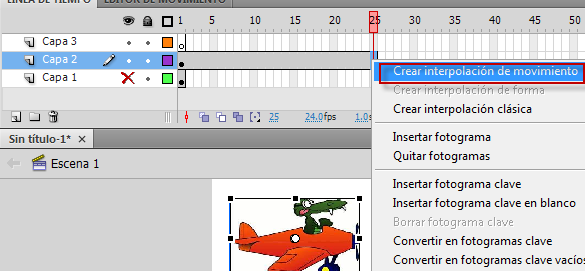 LÍNEA DE TIEMPO EDITOR DE MOVIMIENTO
1 5 10 15 20 25 30 35 40 45 50
Capa 3
Capa 2
Capa 1
25 24.0fps 1.0s
Sin título-1*
Escena 1
Crear interpolación de movimiento
Crear interpolación de forma
Crear interpolación clásica
Insertar fotograma
Quitar fotogramas
Insertar fotograma clave
Insertar fotograma clave en blanco
Borrar fotograma clave
Convertir en fotogramas clave
Convertir en fotogramas clave vacíos